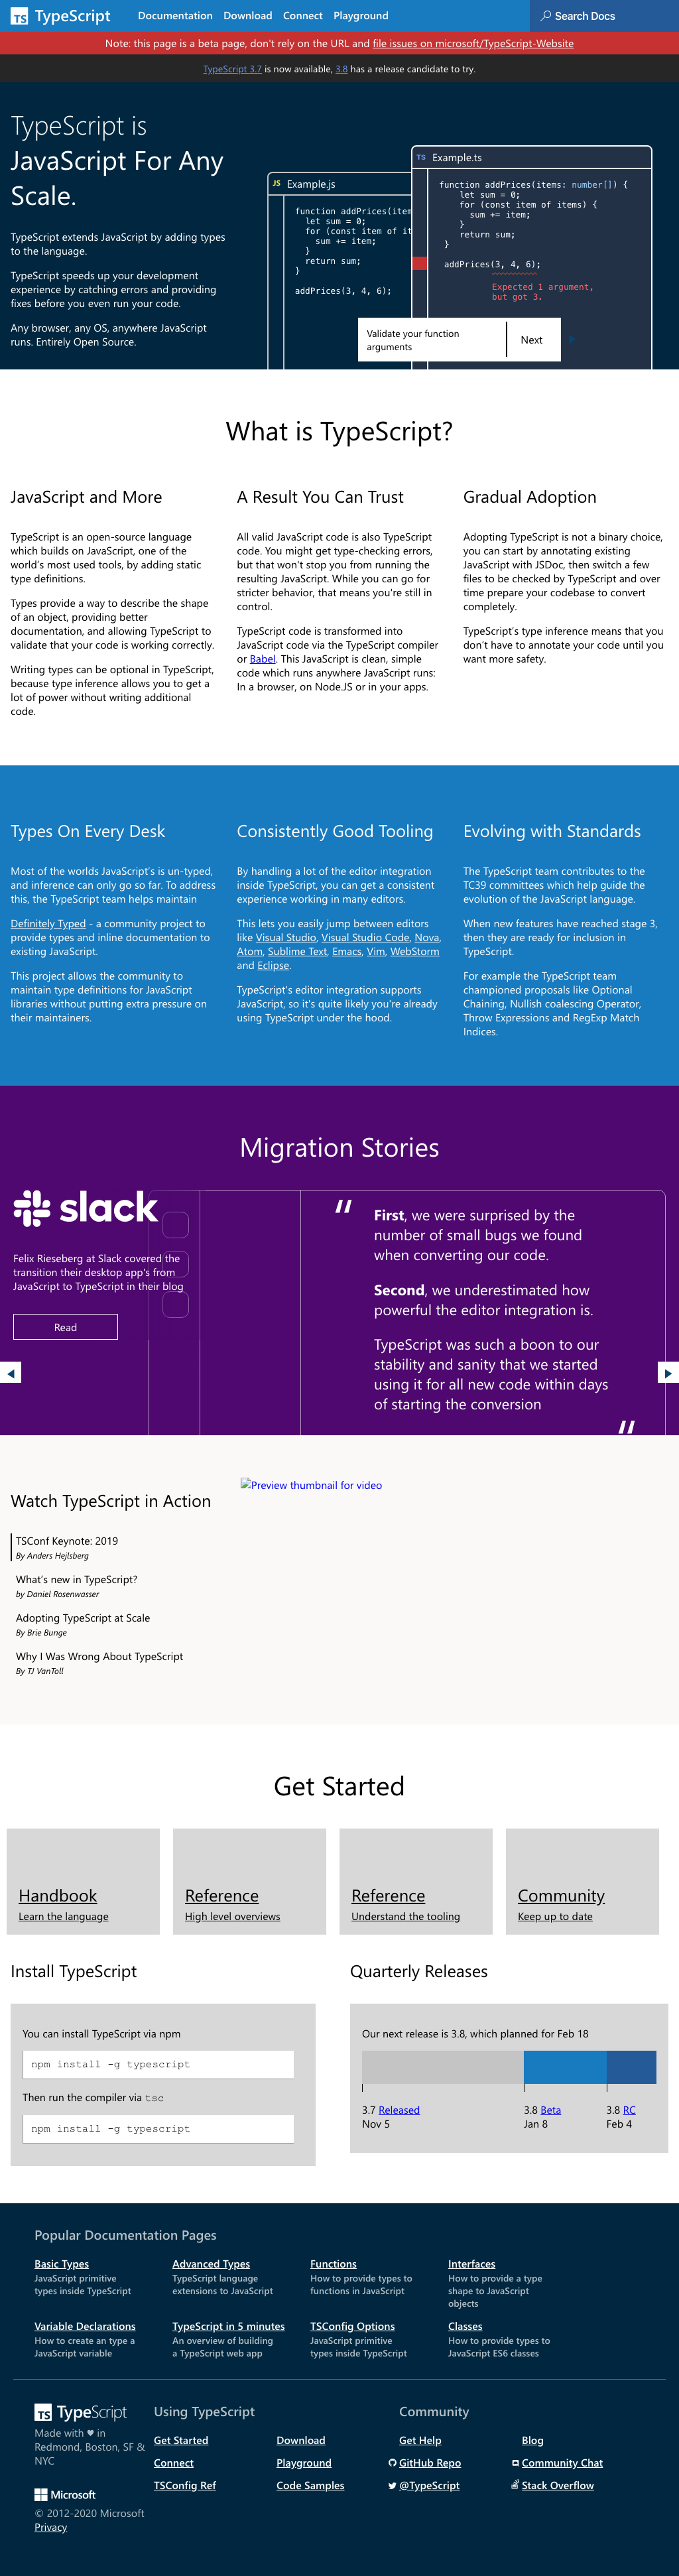 TS TypeScript Documentation Download Connect Playground Search Docs
Note: this page is a beta page, don't rely on the URL and file issues on microsoft/TypeScript-Website
TypeScript 3.7 is now available, 3.8 has a release candidate to try.
TypeScript is
JavaScript For Any
Scale.
TypeScript extends JavaScript by adding types
to the language.
TypeScript speeds up your development
experience by catching errors and providing
fixes before you even run your code.
Any browser, any OS, anywhere JavaScript
runs. Entirely Open Source.
JS Example.js
function addPrices(item
let sum = 0;
for (const item of it
sum += item;
}
return sum;
}
addPrices(3, 4, 6);
TS Example.ts
function addPrices(items: number[]) {
let sum = 0;
for (const item of items) {
sum += item;
}
return sum;
}
addPrices(3, 4, 6);
Expected 1 argument,
but got 3.
Validate your function
arguments
Next
What is TypeScript?
JavaScript and More
TypeScript is an open-source language
which builds on JavaScript, one of the
world's most used tools, by adding static
type definitions.
Types provide a way to describe the shape
of an object, providing better
documentation, and allowing TypeScript to
validate that your code is working correctly.
Writing types can be optional in TypeScript,
because type inference allows you to get a
lot of power without writing additional
code.
A Result You Can Trust
All valid JavaScript code is also TypeScript
code. You might get type-checking errors,
but that won't stop you from running the
resulting JavaScript. While you can go for
stricter behavior, that means you're still in
control.
TypeScript code is transformed into
JavaScript code via the TypeScript compiler
or Babel. This JavaScript is clean, simple
code which runs anywhere JavaScript runs:
In a browser, on Node.JS or in your apps.
Gradual Adoption
Adopting TypeScript is not a binary choice,
you can start by annotating existing
JavaScript with JSDoc, then switch a few
files to be checked by TypeScript and over
time prepare your codebase to convert
completely.
TypeScript's type inference means that you
don't have to annotate your code until you
want more safety.
Types On Every Desk
Most of the worlds JavaScript's is un-typed,
and inference can only go so far. To address
this, the TypeScript team helps maintain
Definitely Typed - a community project to
provide types and inline documentation to
existing JavaScript.
This project allows the community to
maintain type definitions for JavaScript
libraries without putting extra pressure on
their maintainers.
Consistently Good Tooling
By handling a lot of the editor integration
inside TypeScript, you can get a consistent
experience working in many editors.
This lets you easily jump between editors
like Visual Studio, Visual Studio Code, Nova,
Atom, Sublime Text, Emacs, Vim, WebStorm
and Eclipse.
TypeScript's editor integration supports
JavaScript, so it's quite likely you're already
using TypeScript under the hood.
Evolving with Standards
The TypeScript team contributes to the
TC39 committees which help guide the
evolution of the JavaScript language.
When new features have reached stage 3,
then they are ready for inclusion in
TypeScript.
For example the TypeScript team
championed proposals like Optional
Chaining, Nullish coalescing Operator,
Throw Expressions and RegExp Match
Indices.
Migration Stories
slack
Felix Rieseberg at Slack covered the
transition their desktop app's from
JavaScript to TypeScript in their blog
Read
"
First, we were surprised by the
number of small bugs we found
when converting our code.
Second, we underestimated how
powerful the editor integration is.
TypeScript was such a boon to our
stability and sanity that we started
using it for all new code within days
of starting the conversion
"
Watch TypeScript in Action
TSConf Keynote: 2019
By Anders Hejlsberg
What's new in TypeScript?
by Daniel Rosenwasser
Adopting TypeScript at Scale
By Brie Bunge
Why I Was Wrong About TypeScript
By TJ VanToll
Preview thumbnail for video
Get Started
Handbook
Learn the language
Reference
High level overviews
Reference
Understand the tooling
Community
Keep up to date
Install TypeScript
You can install TypeScript via npm
npm install -g typescript
Then run the compiler via tsc
npm install -g typescript
Quarterly Releases
Our next release is 3.8, which planned for Feb 18
3.7 Released
Nov 5
3.8 Beta
Jan 8
3.8 RC
Feb 4
Popular Documentation Pages
Basic Types
JavaScript primitive
types inside TypeScript
Advanced Types
TypeScript language
extensions to JavaScript
Functions
How to provide types to
functions in JavaScript
Interfaces
How to provide a type
shape to JavaScript
objects
Variable Declarations
How to create an type a
JavaScript variable
TypeScript in 5 minutes
An overview of building
a TypeScript web app
TSConfig Options
JavaScript primitive
types inside TypeScript
Classes
How to provide types to
JavaScript ES6 classes
TS TypeScript
Made with ♥ in
Redmond, Boston, SF &
NYC
Microsoft
© 2012-2020 Microsoft
Privacy
Using TypeScript
Get Started Download
Connect Playground
TSConfig Ref Code Samples
Community
Get Help Blog
GitHub Repo Community Chat
@TypeScript Stack Overflow